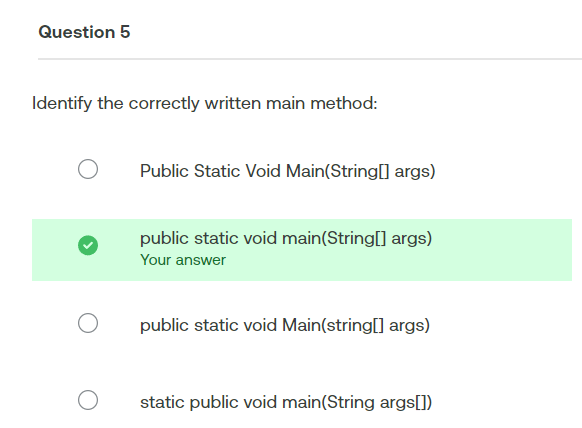 Question 5
Identify the correctly written main method:
Public Static Void Main(String[] args)
public static void main(String[] args)
Your answer
public static void Main(string[] args)
static public void main(String args[])